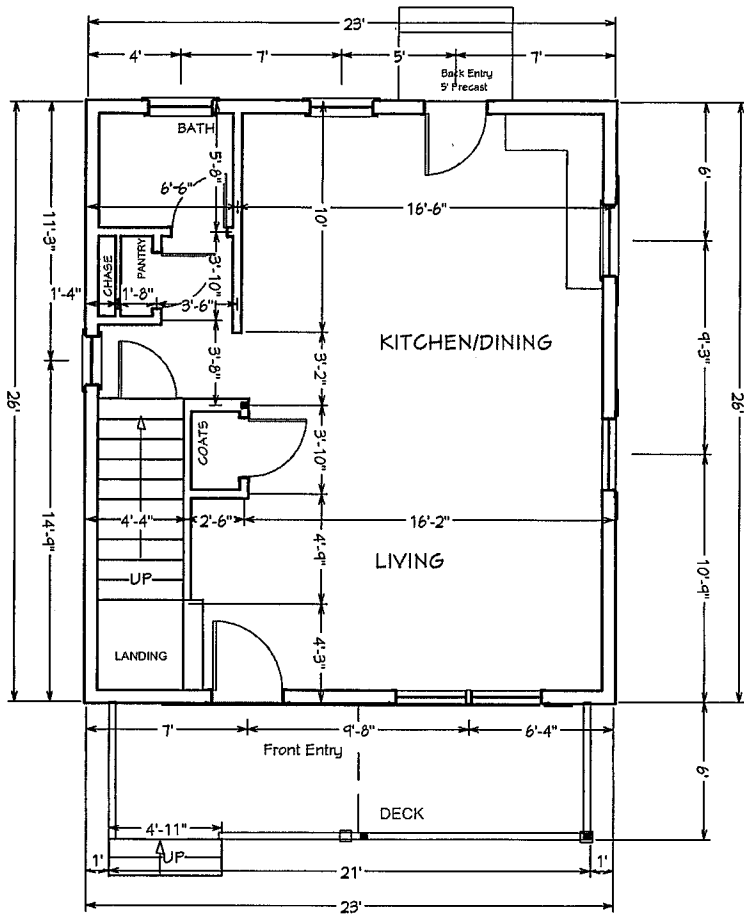 23'
4'
7'
5'
7'
Back Entry
5' Precast
BATH
5'-8"
6'-6"
10'
16'-6"
6'
11'-3"
CHASE
PANTRY
3'-10"
1'-4"
1'-8"
3'-6"
KITCHEN/DINING
3'-8"
3'-2"
9'-3"
26'
26'
COATS
3'-10"
14'-9"
4'-4"
2'-6"
16'-2"
4'-9"
LIVING
UP
10'-9"
LANDING
4'-3"
7'
9'-8"
6'-4"
Front Entry
6'
DECK
4'-11"
1'
UP
21'
1'
23'